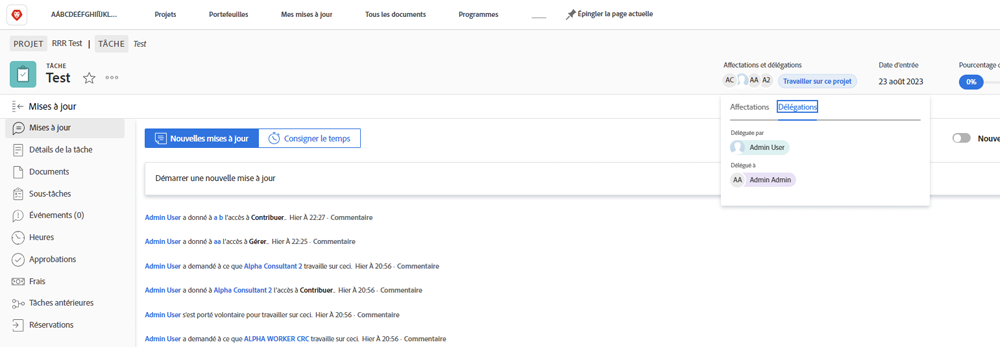 AÁBCDEÉFGHIÍÏJKL... Projets Portefeuilles Mes mises à jour Tous les documents Programmes Épingler la page actuelle
PROJET RRR Test | TÂCHE Test
TÂCHE
Test
Affectations et délégations
AC AA A2 Travailler sur ce projet
Date d'entrée
23 août 2023
Pourcentage
0%
Mises à jour
Mises à jour
Détails de la tâche
Documents
Sous-tâches
Événements (0)
Heures
Approbations
Frais
Tâches antérieures
Réservations
Affectations Délégations
Déléguée par
Admin User
Délégué à
AA Admin Admin
Nouvelles mises à jour Consigner le temps
Nouve
Démarrer une nouvelle mise à jour
Admin User a donné à a b l'accès à Contribuer.. Hier À 22:27 · Commentaire
Admin User a donné à aa l'accès à Gérer.. Hier À 22:25 · Commentaire
Admin User a demandé à ce que Alpha Consultant 2 travaille sur ceci. Hier À 20:56 · Commentaire
Admin User a donné à Alpha Consultant 2 l'accès à Contribuer.. Hier À 20:56 · Commentaire
Admin User s'est porté volontaire pour travailler sur ceci. Hier À 20:56 · Commentaire
Admin User a demandé à ce que ALPHA WORKER CRC travaille sur ceci. Hier À 20:56 · Commentaire